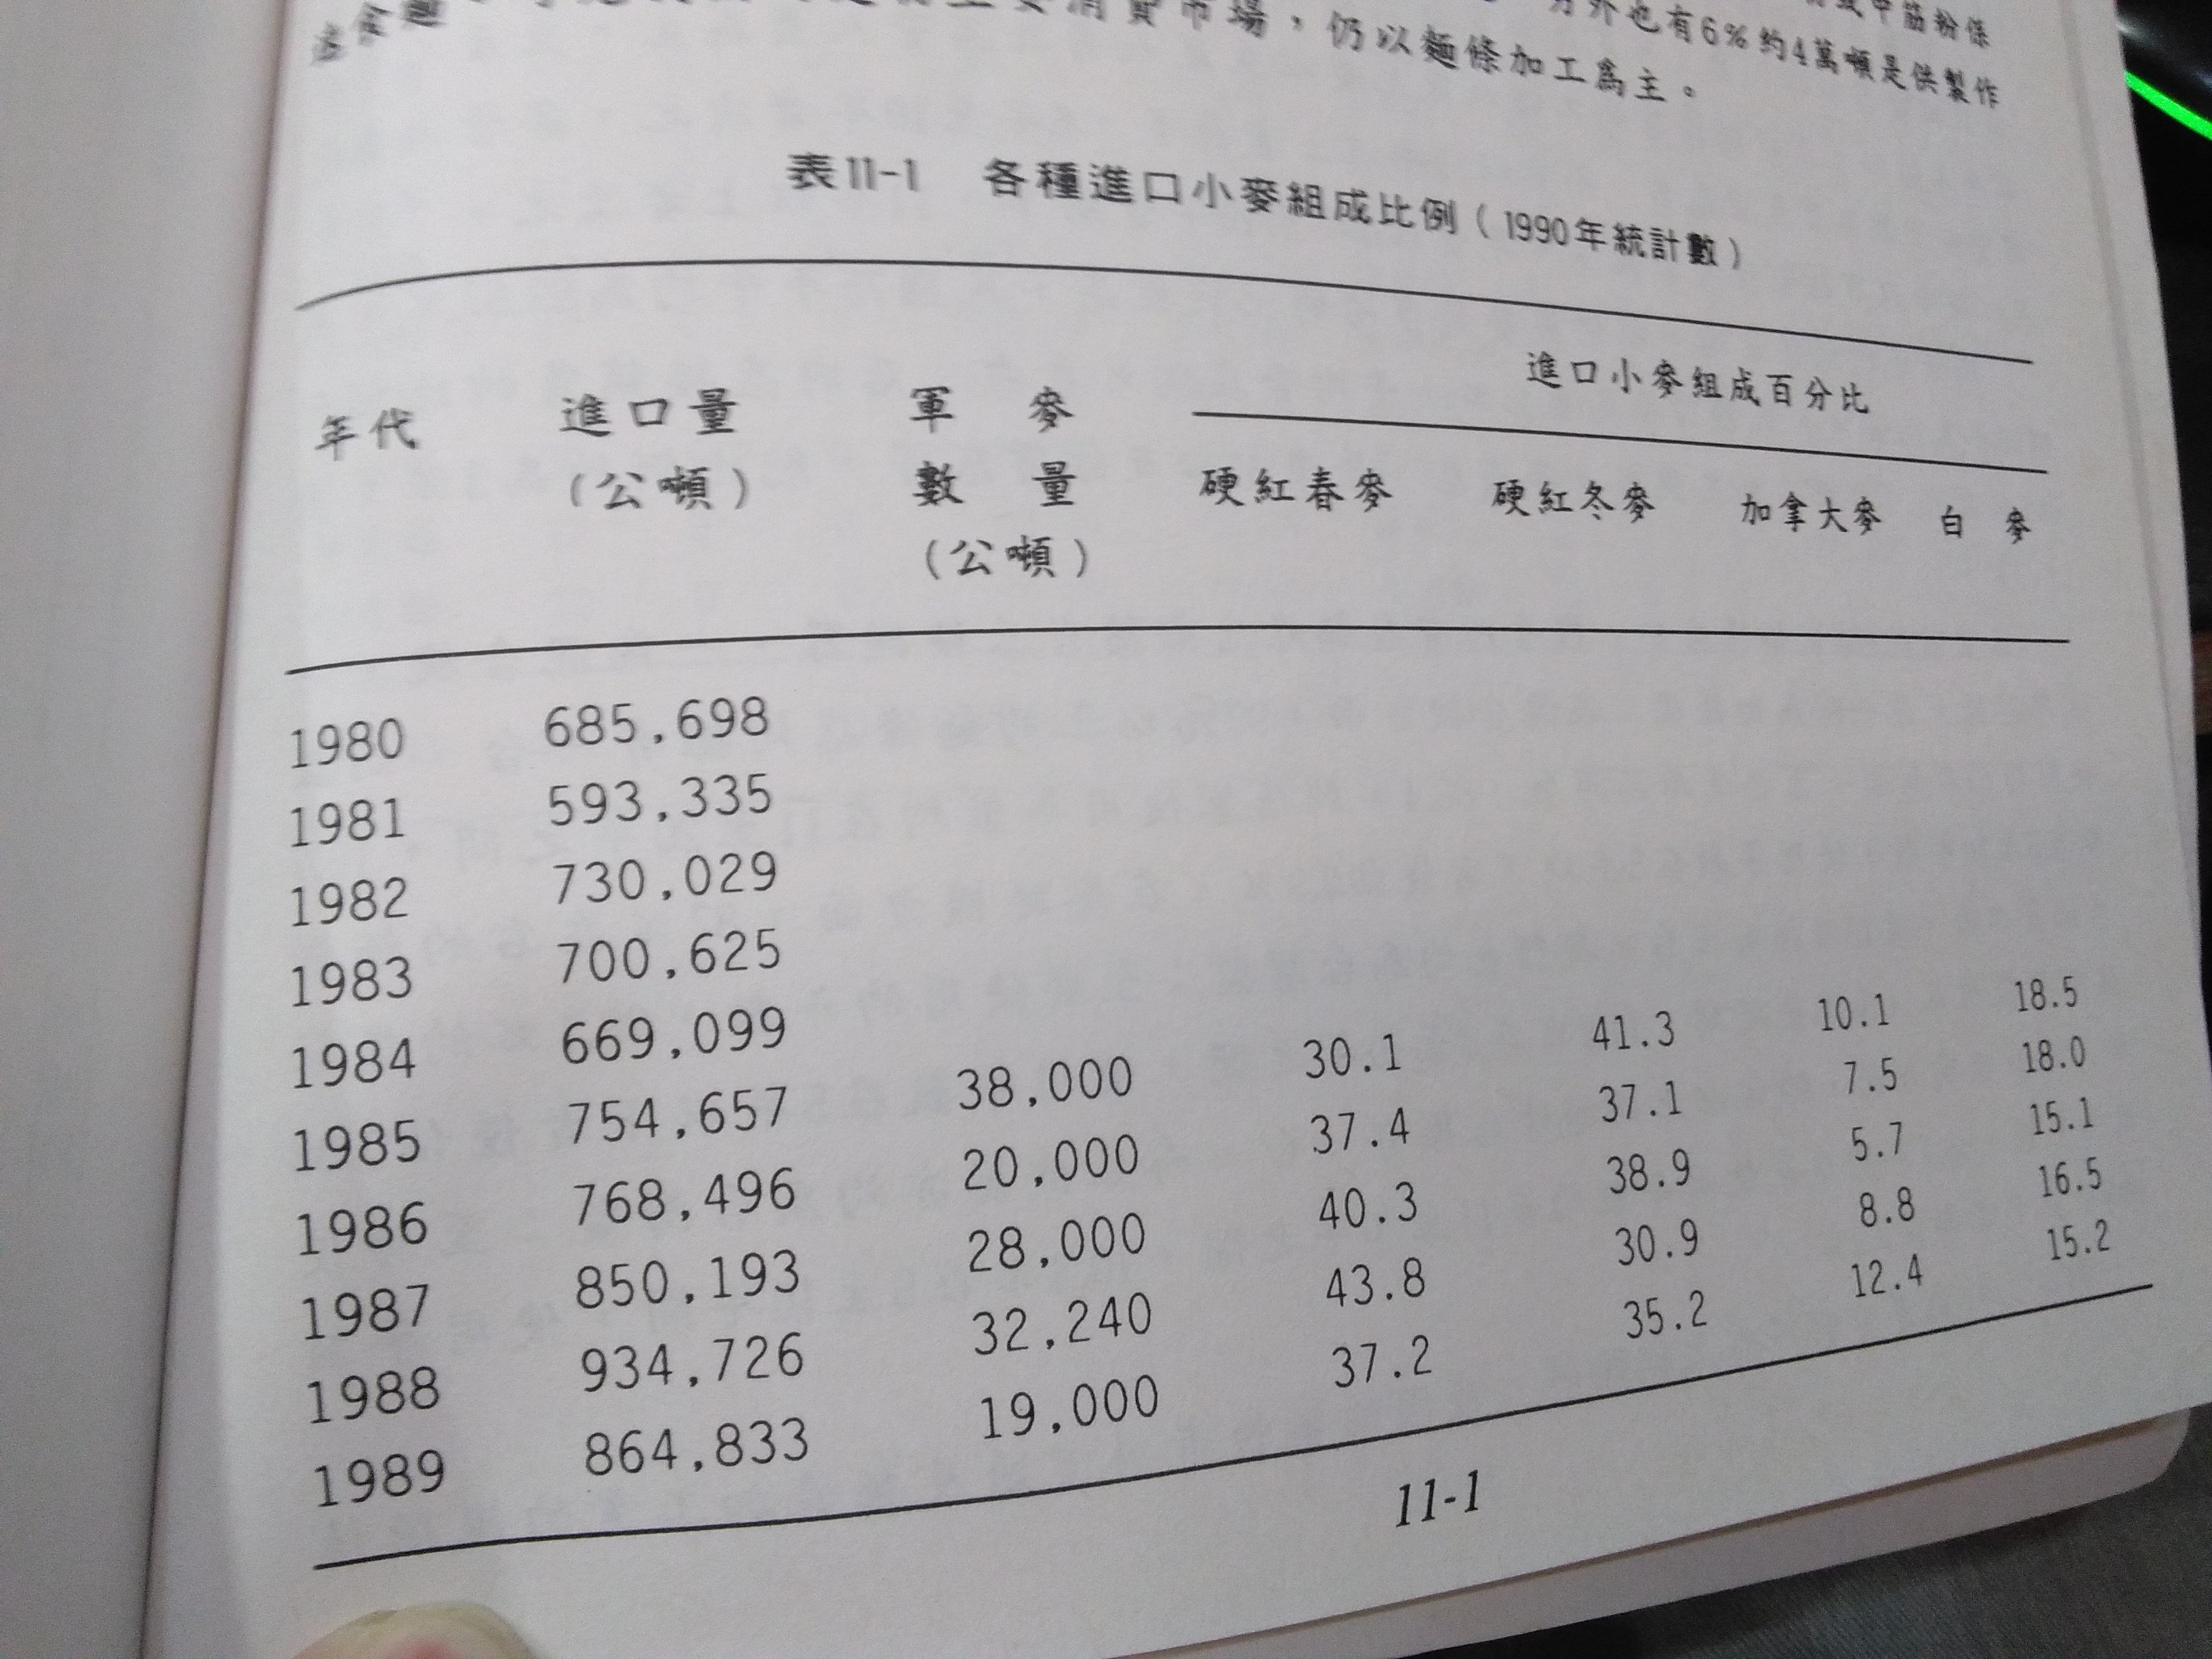 另外也有6%約4萬噸是供製作
速食麵
主要消費市場，仍以麵條加工為主。
表11-1 各種進口小麥組成比例（1990年統計數）
進口小麥組成百分比
年代 進口量 軍麥
（公噸） 數量 硬紅春麥 硬紅冬麥 加拿大麥 白麥
（公噸）
1980 685,698
1981 593,335
1982 730,029
1983 700,625
1984 669,099
1985 754,657 38,000 30.1 41.3 10.1 18.5
1986 768,496 20,000 37.4 37.1 7.5 18.0
1987 850,193 28,000 40.3 38.9 5.7 15.1
1988 934,726 32,240 43.8 30.9 8.8 16.5
1989 864,833 19,000 37.2 35.2 12.4 15.2
11-1